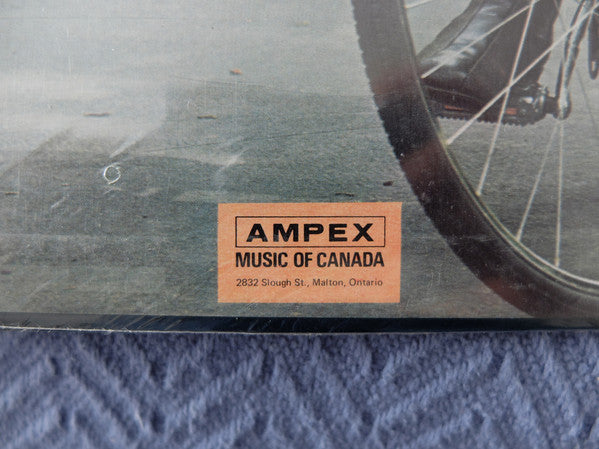 AMPEX
MUSIC OF CANADA
2832 Slough St., Malton, Ontario